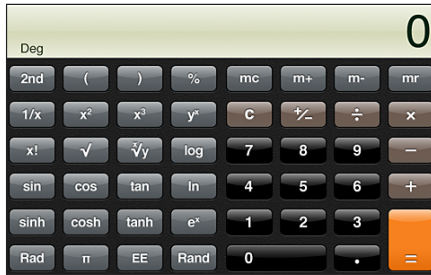 0
Deg
2nd ( ) % mc m+ m- mr
1/x x² x³ yˣ C +/− ÷ ×
x! √ ˣ√y log 7 8 9 −
sin cos tan ln 4 5 6 +
sinh cosh tanh eˣ 1 2 3
Rad π EE Rand 0 . =